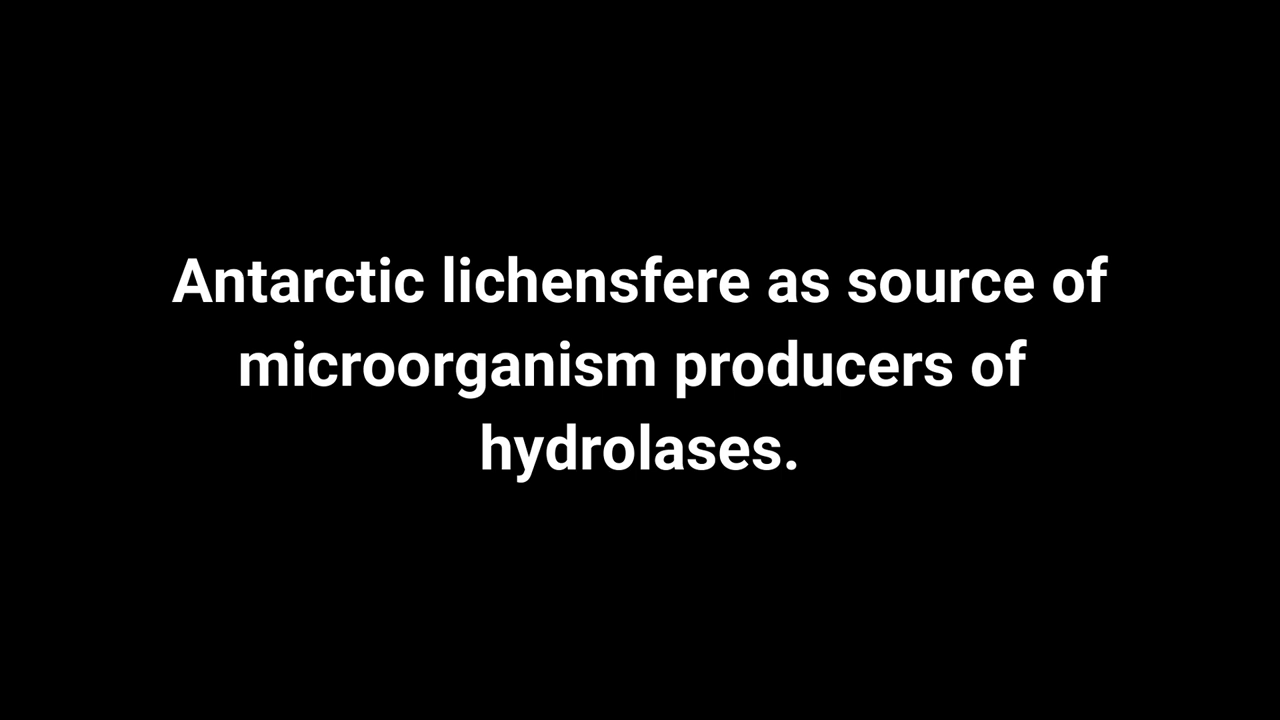 Antarctic lichensfere as source of
microorganism producers of
hydrolases.